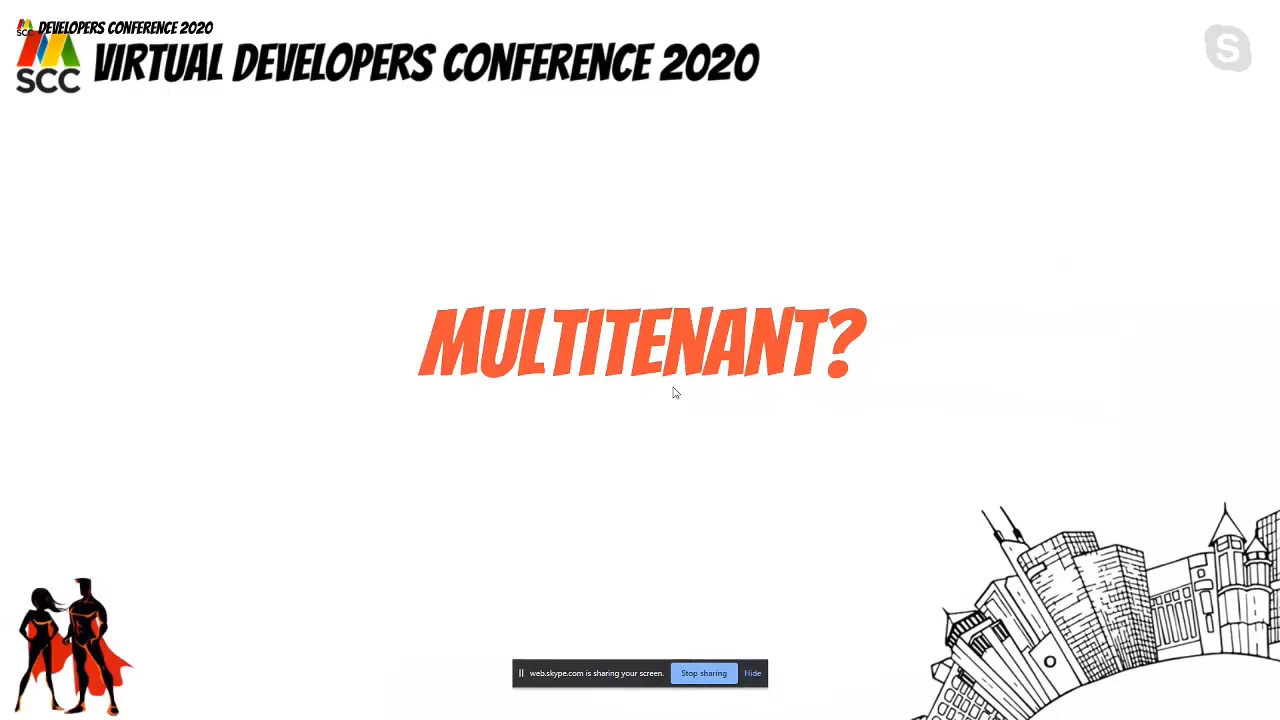 DEVELOPERS CONFERENCE 2020
SCC
SCC VIRTUAL DEVELOPERS CONFERENCE 2020
S
MULTITENANT?
web.skype.com is sharing your screen. Stop sharing Hide